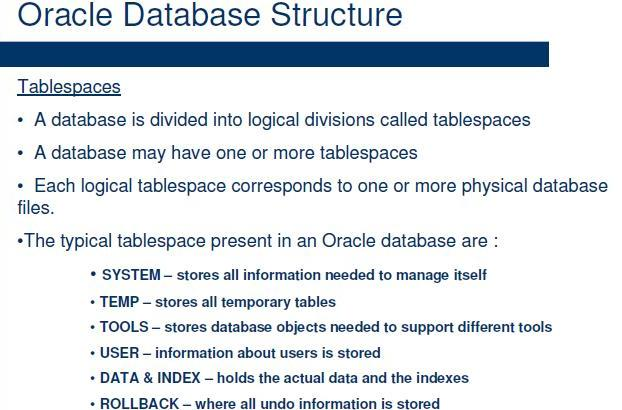 Oracle Database Structure
Tablespaces
• A database is divided into logical divisions called tablespaces
• A database may have one or more tablespaces
• Each logical tablespace corresponds to one or more physical database
files.
•The typical tablespace present in an Oracle database are :
• SYSTEM – stores all information needed to manage itself
• TEMP – stores all temporary tables
• TOOLS – stores database objects needed to support different tools
• USER – information about users is stored
• DATA & INDEX – holds the actual data and the indexes
• ROLLBACK – where all undo information is stored